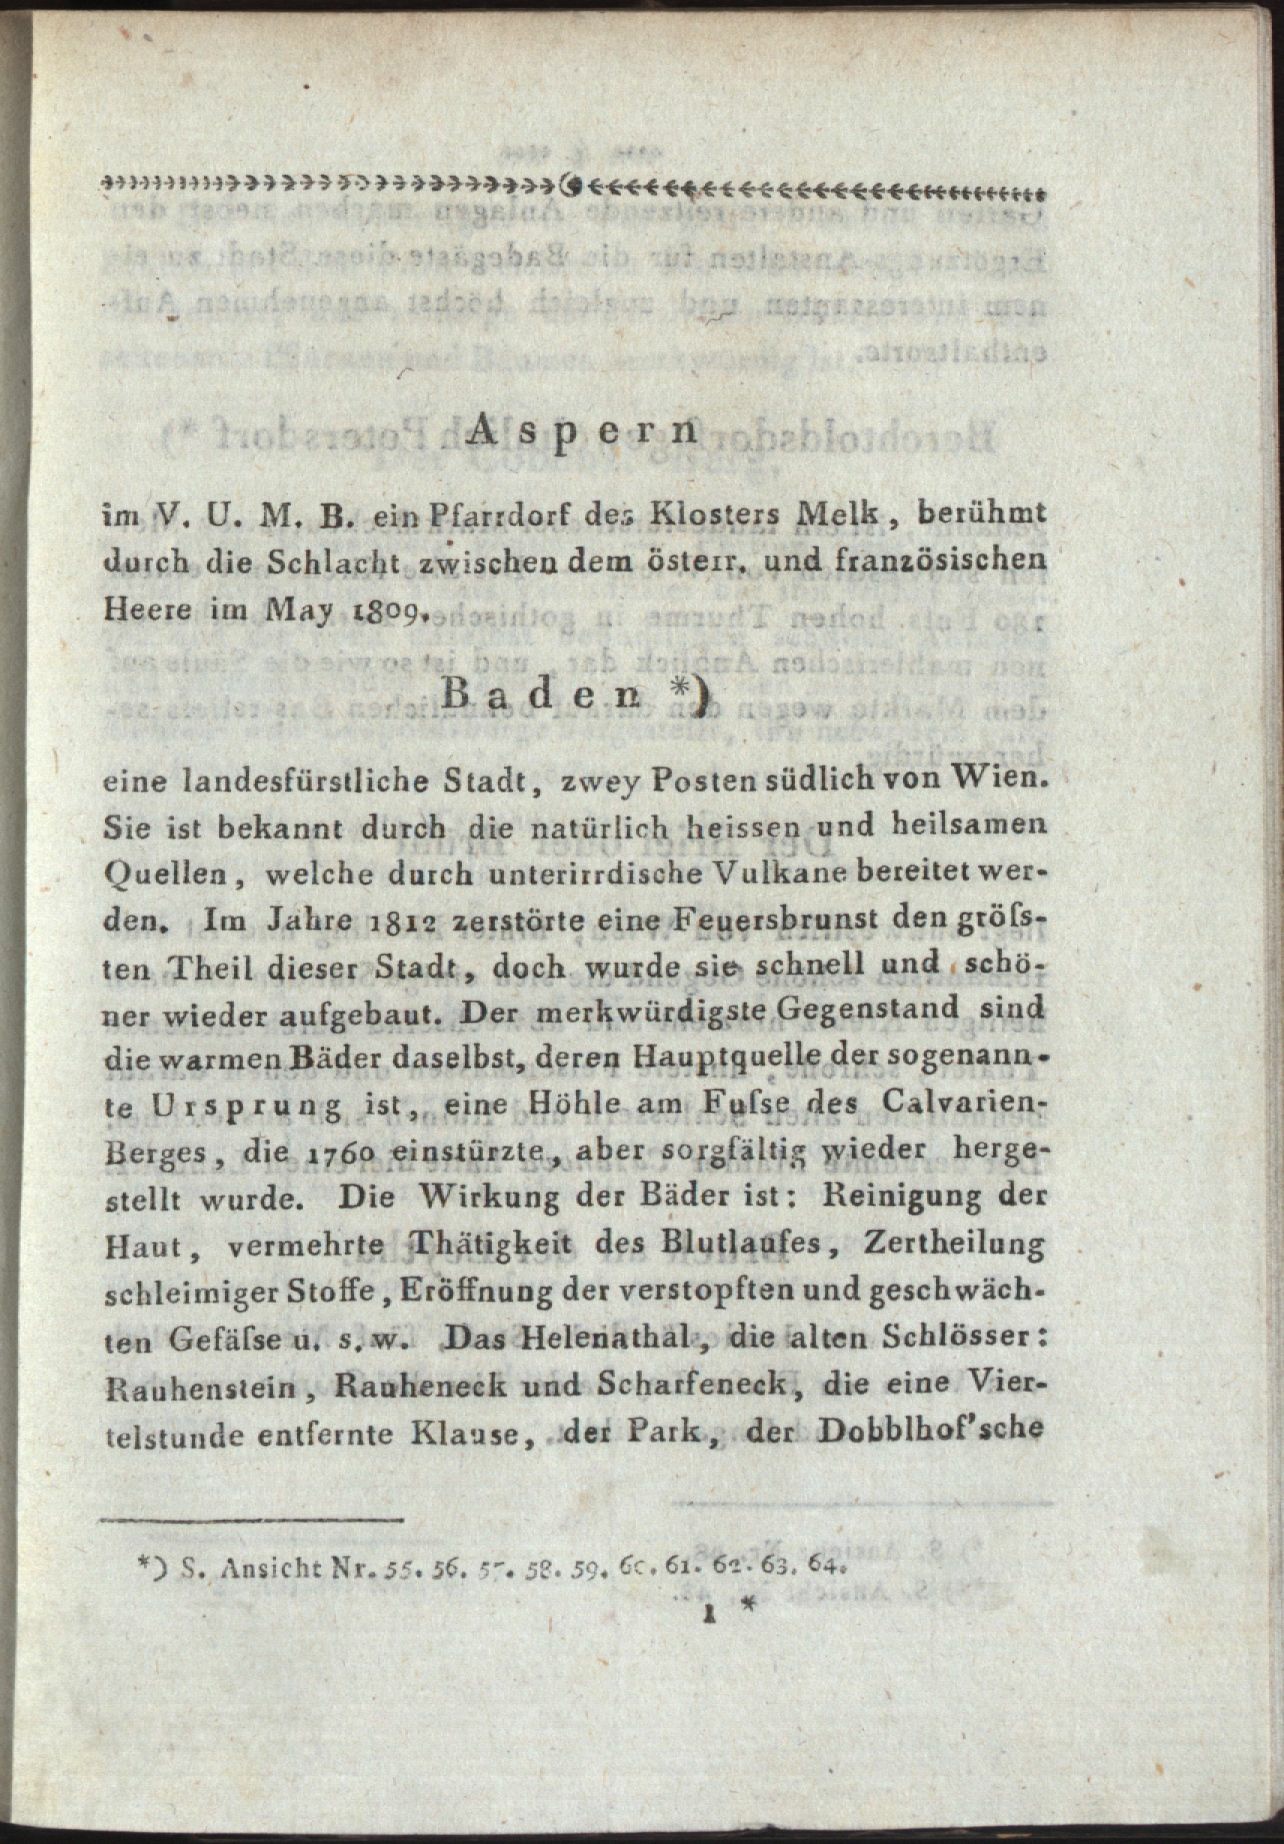 Aspern
im V. U. M. B. ein Pfarrdorf des Klosters Melk, berühmt
durch die Schlacht zwischen dem österr. und französischen
Heere im May 1809.
Baden *)
eine landesfürstliche Stadt, zwey Posten südlich von Wien.
Sie ist bekannt durch die natürlich heissen und heilsamen
Quellen, welche durch unterirrdische Vulkane bereitet wer-
den. Im Jahre 1812 zerstörte eine Feuersbrunst den gröſs-
ten Theil dieser Stadt, doch wurde sie schnell und schö-
ner wieder aufgebaut. Der merkwürdigste Gegenstand sind
die warmen Bäder daselbst, deren Hauptquelle der sogenann-
te Ursprung ist, eine Höhle am Fuſse des Calvarien-
Berges, die 1760 einstürzte, aber sorgfältig wieder herge-
stellt wurde. Die Wirkung der Bäder ist: Reinigung der
Haut, vermehrte Thätigkeit des Blutlaufes, Zertheilung
schleimiger Stoffe, Eröffnung der verstopften und geschwäch-
ten Gefäſse u. s. w. Das Helenathal, die alten Schlösser:
Rauhenstein, Rauheneck und Scharfeneck, die eine Vier-
telstunde entfernte Klause, der Park, der Dobblhof'sche
*) S. Ansicht Nr. 55. 56. 57. 58. 59. 60. 61. 62. 63. 64.
1 *